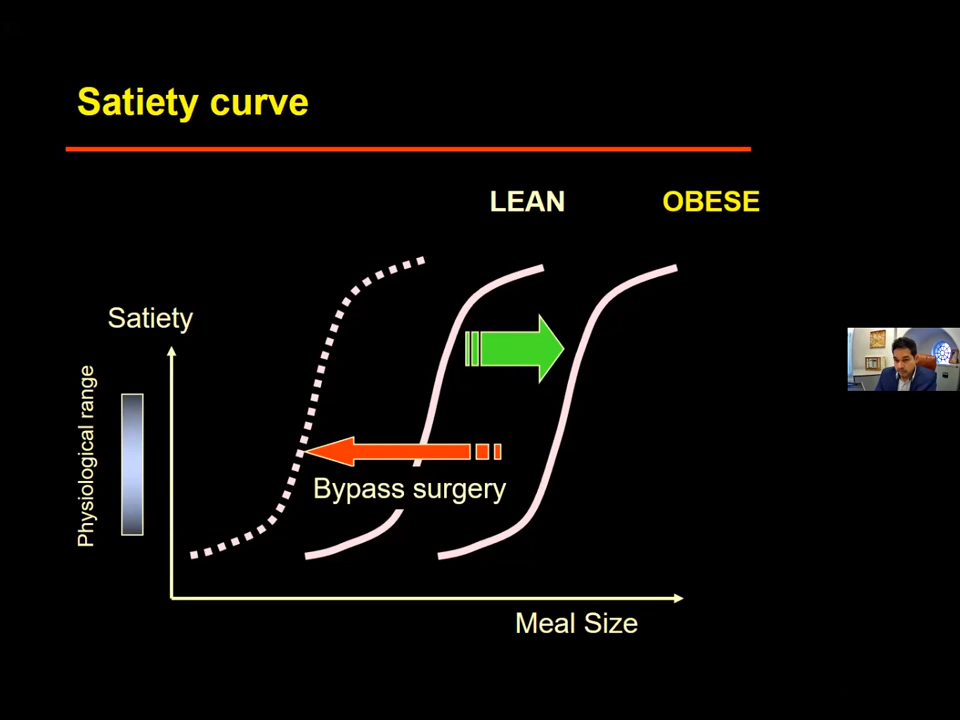 Satiety curve
LEAN
OBESE
Satiety
Physiological range
Bypass surgery
Meal Size